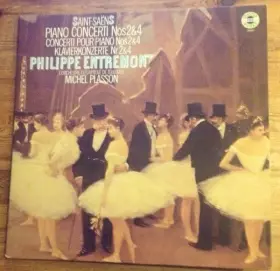 SAINT-SAËNS
PIANO CONCERTI Nos 2&4
CONCERTI POUR PIANO Nos 2&4
KLAVIERKONZERTE Nr. 2&4
PHILIPPE ENTREMONT
MICHEL PLASSON